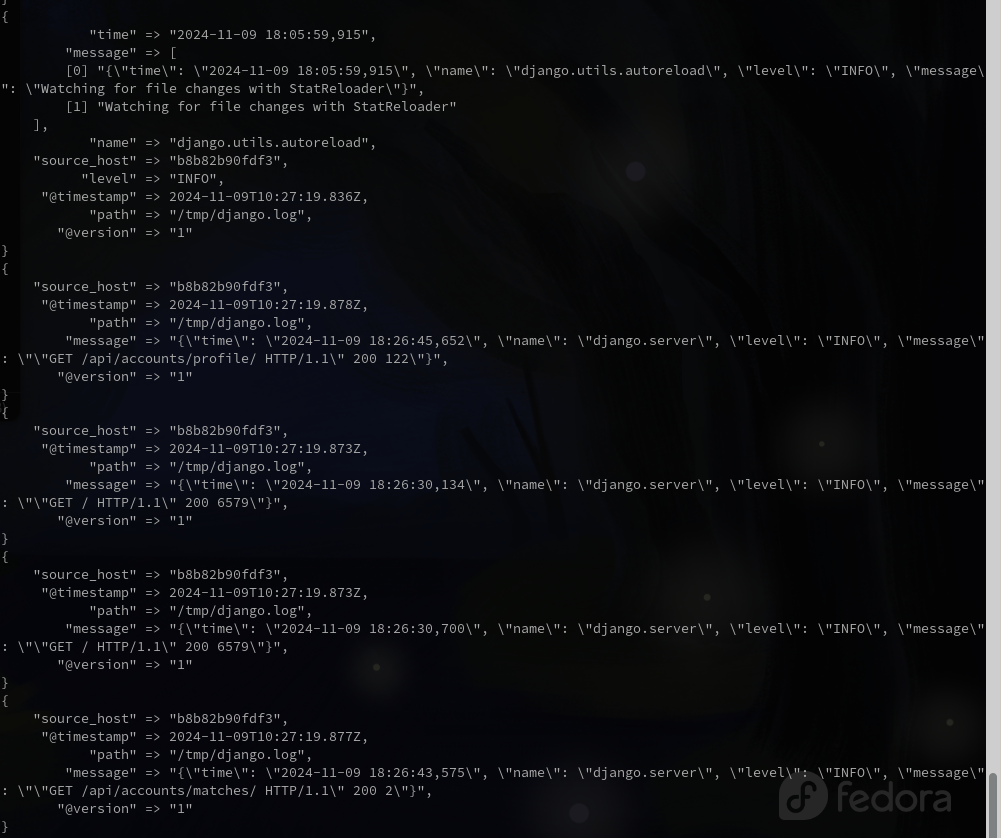 }
{
"time" => "2024-11-09 18:05:59,915",
"message" => [
[0] "{\"time\": \"2024-11-09 18:05:59,915\", \"name\": \"django.utils.autoreload\", \"level\": \"INFO\", \"message\
": \"Watching for file changes with StatReloader\"}",
[1] "Watching for file changes with StatReloader"
],
"name" => "django.utils.autoreload",
"source_host" => "b8b82b90fdf3",
"level" => "INFO",
"@timestamp" => 2024-11-09T10:27:19.836Z,
"path" => "/tmp/django.log",
"@version" => "1"
}
{
"source_host" => "b8b82b90fdf3",
"@timestamp" => 2024-11-09T10:27:19.878Z,
"path" => "/tmp/django.log",
"message" => "{\"time\": \"2024-11-09 18:26:45,652\", \"name\": \"django.server\", \"level\": \"INFO\", \"message\"
: \"\"GET /api/accounts/profile/ HTTP/1.1\" 200 122\"}",
"@version" => "1"
}
{
"source_host" => "b8b82b90fdf3",
"@timestamp" => 2024-11-09T10:27:19.873Z,
"path" => "/tmp/django.log",
"message" => "{\"time\": \"2024-11-09 18:26:30,134\", \"name\": \"django.server\", \"level\": \"INFO\", \"message\"
: \"\"GET / HTTP/1.1\" 200 6579\"}",
"@version" => "1"
}
{
"source_host" => "b8b82b90fdf3",
"@timestamp" => 2024-11-09T10:27:19.873Z,
"path" => "/tmp/django.log",
"message" => "{\"time\": \"2024-11-09 18:26:30,700\", \"name\": \"django.server\", \"level\": \"INFO\", \"message\"
: \"\"GET / HTTP/1.1\" 200 6579\"}",
"@version" => "1"
}
{
"source_host" => "b8b82b90fdf3",
"@timestamp" => 2024-11-09T10:27:19.877Z,
"path" => "/tmp/django.log",
"message" => "{\"time\": \"2024-11-09 18:26:43,575\", \"name\": \"django.server\", \"level\": \"INFO\", \"message\"
: \"\"GET /api/accounts/matches/ HTTP/1.1\" 200 2\"}",
"@version" => "1"
}
fedora